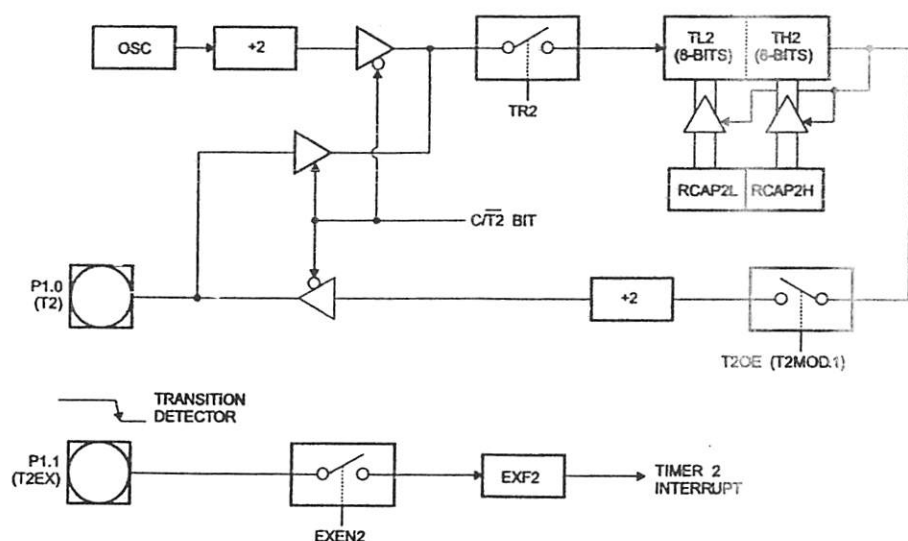 OSC
+2
TL2
(8-BITS)
TH2
(8-BITS)
TR2
RCAP2L
RCAP2H
C/T̅2̅ BIT
P1.0
(T2)
+2
T2OE (T2MOD.1)
TRANSITION
DETECTOR
P1.1
(T2EX)
EXF2
TIMER 2
INTERRUPT
EXEN2